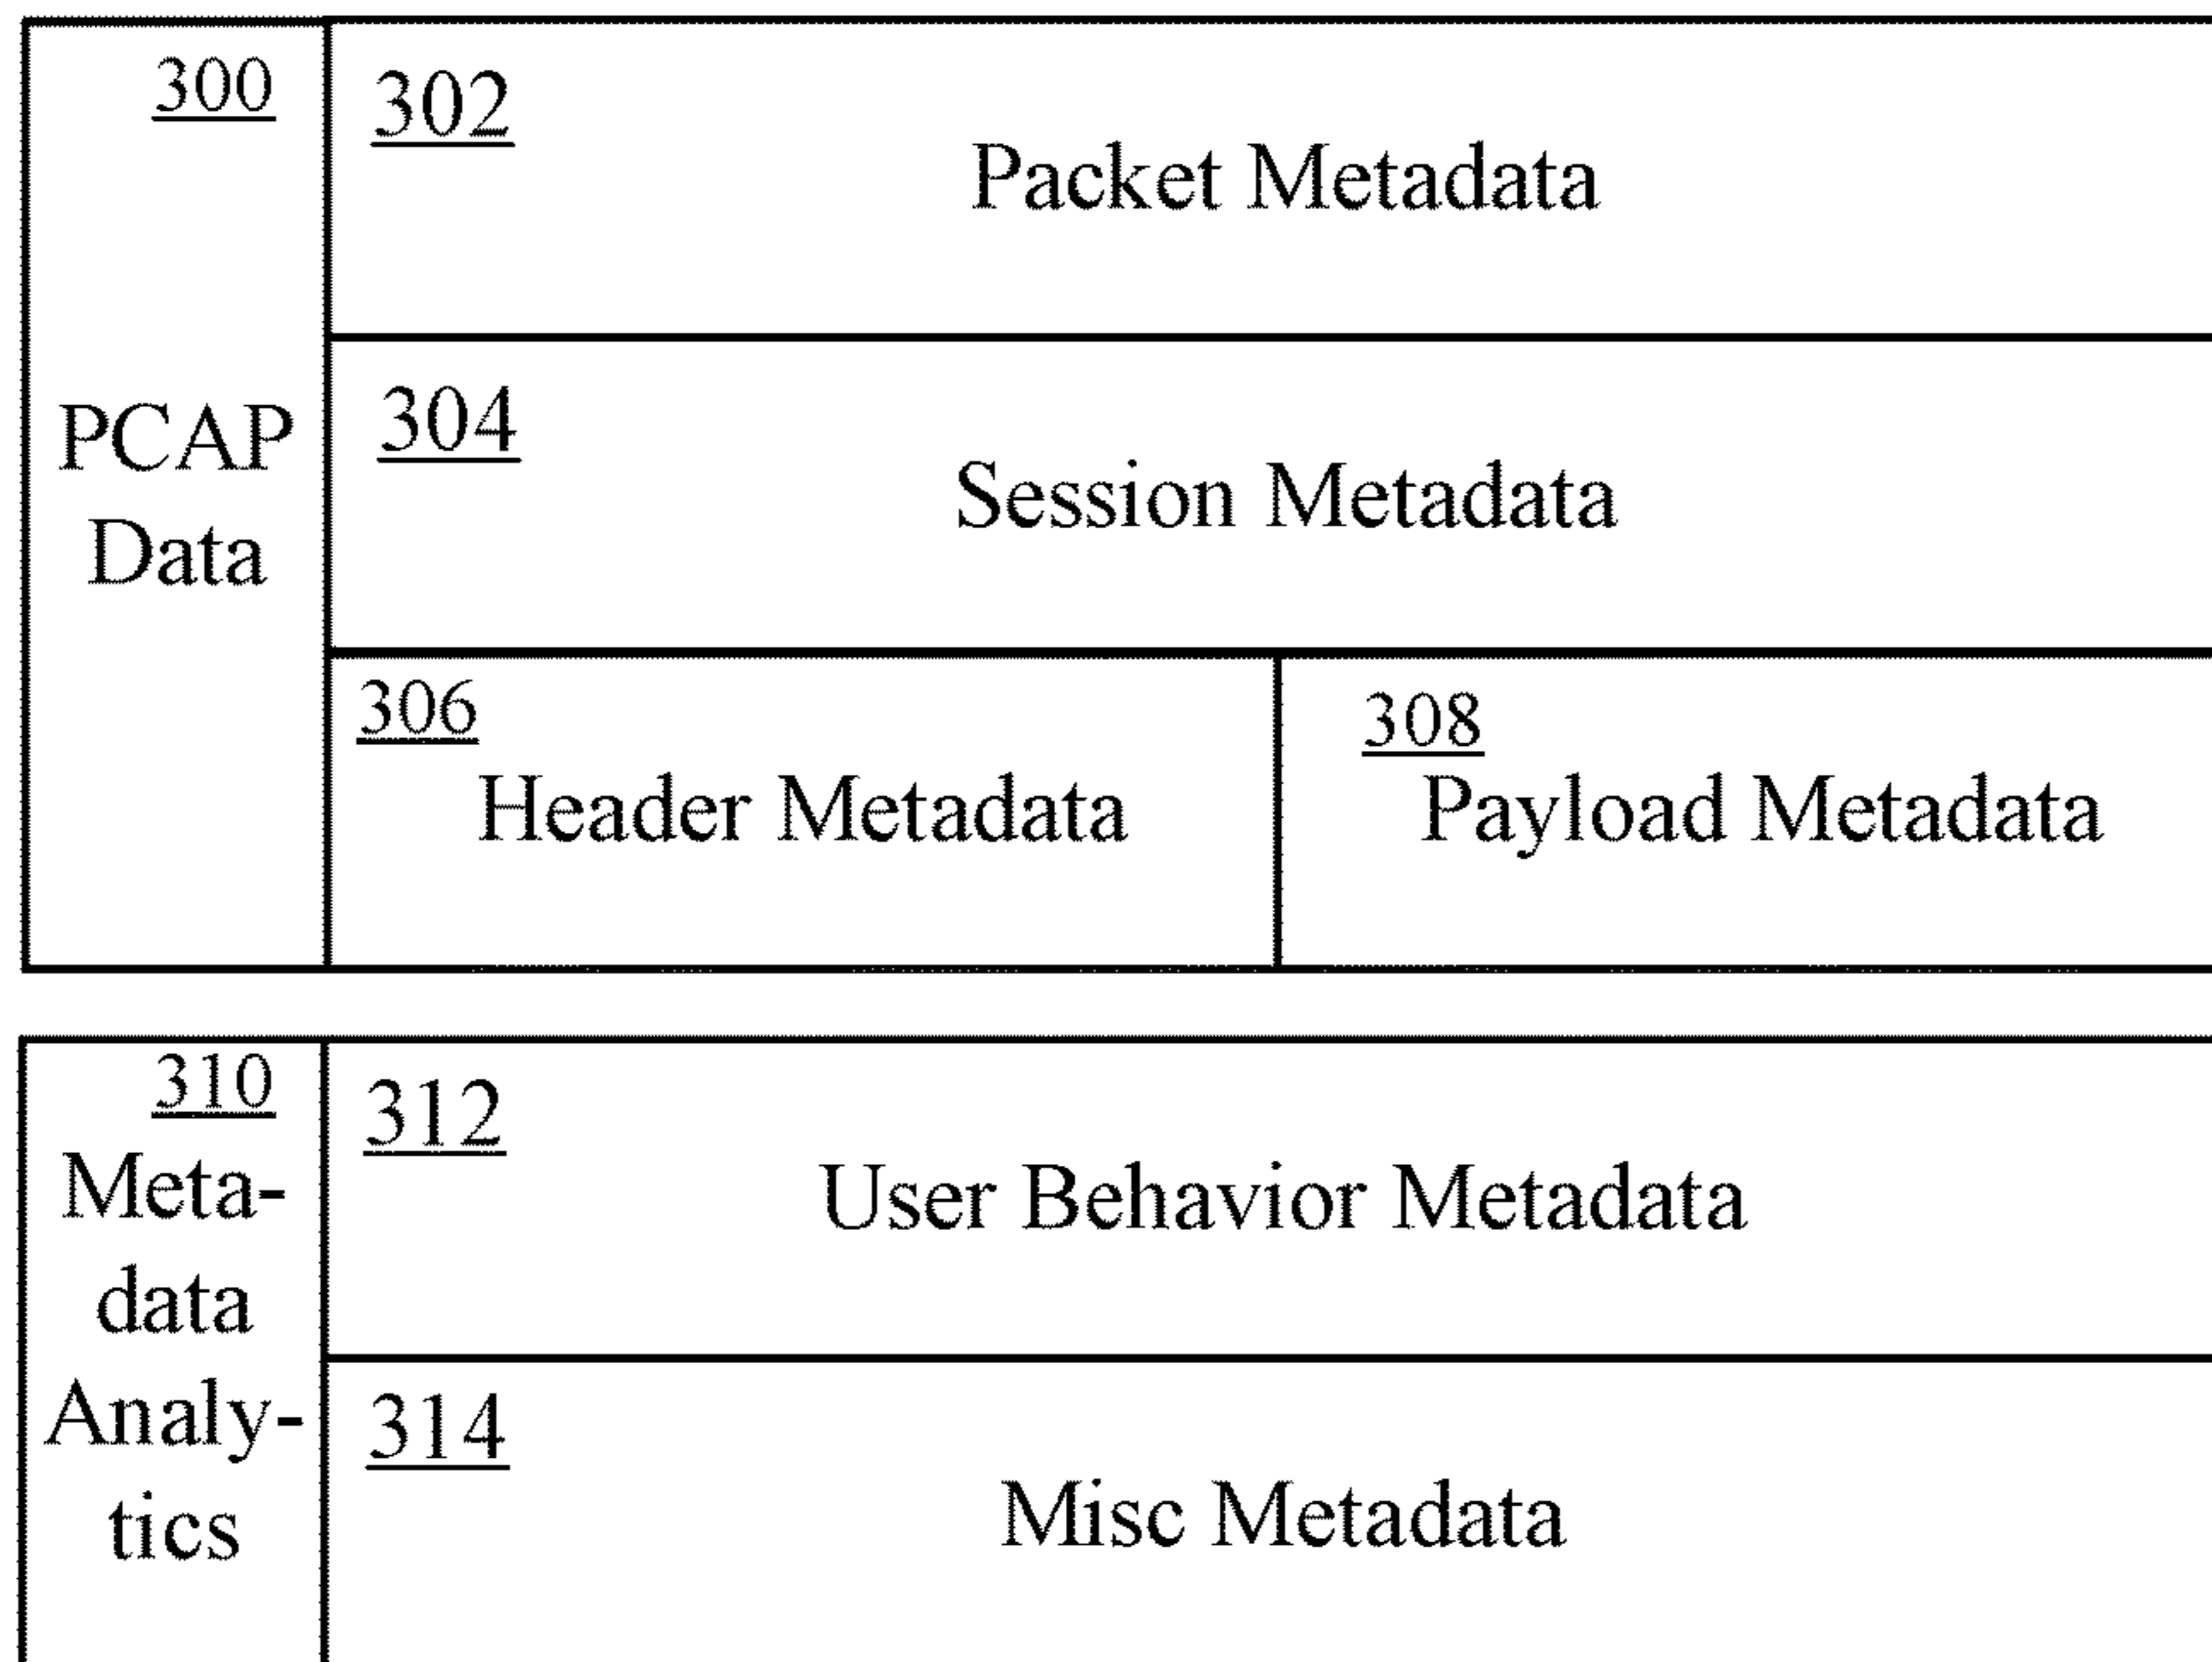 300
PCAP
Data
302
Packet Metadata
304
Session Metadata
306
Header Metadata
308
Payload Metadata
310
Meta-
data
Analy-
tics
312
User Behavior Metadata
314
Misc Metadata